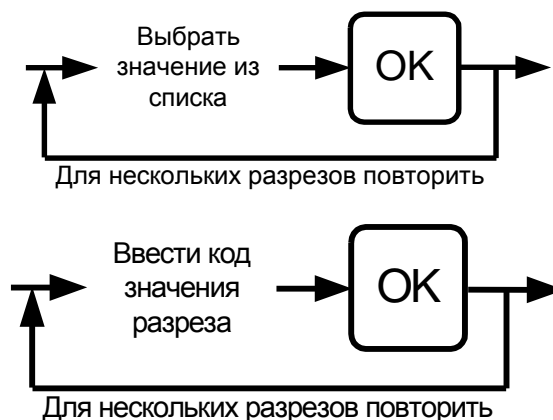 Выбрать
значение из
списка
OK
Для нескольких разрезов повторить
Ввести код
значения
разреза
OK
Для нескольких разрезов повторить